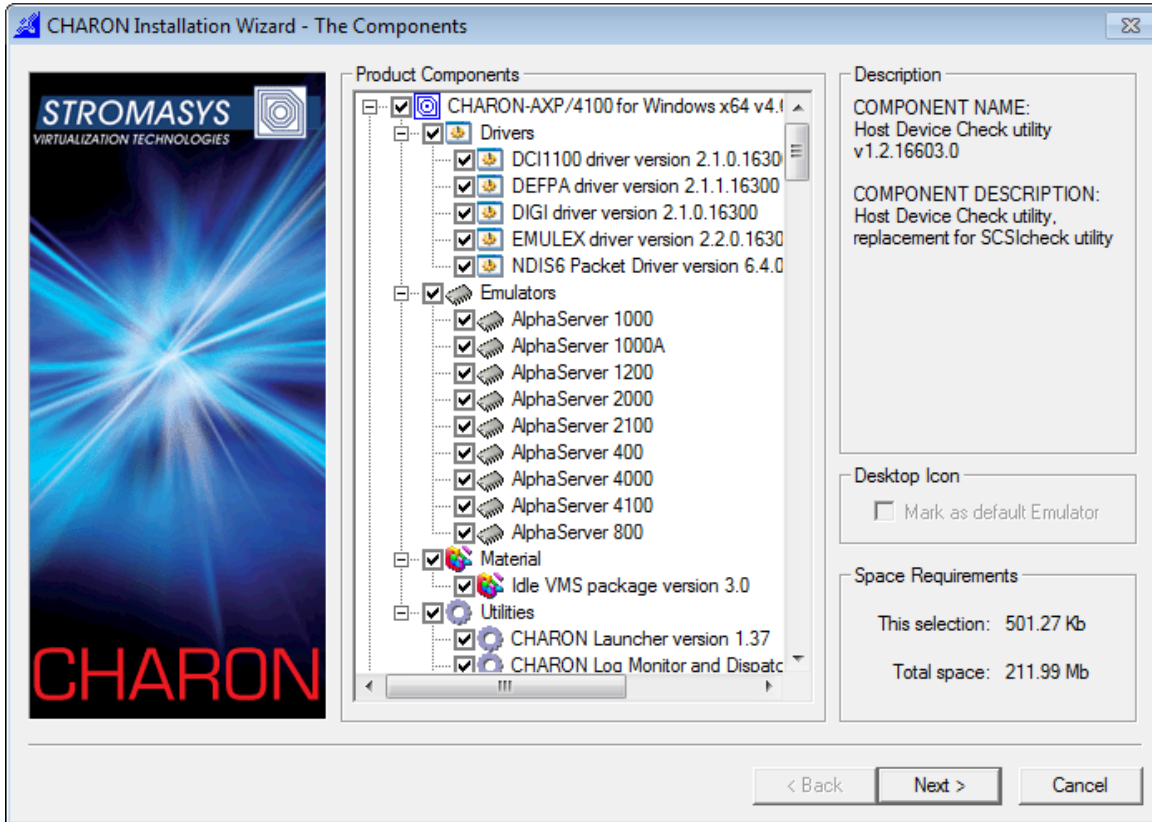 CHARON Installation Wizard - The Components
STROMASYS
VIRTUALIZATION TECHNOLOGIES
CHARON
Product Components
CHARON-AXP/4100 for Windows x64 v4.
Drivers
DCI1100 driver version 2.1.0.1630
DEFPA driver version 2.1.1.16300
DIGI driver version 2.1.0.16300
EMULEX driver version 2.2.0.1630
NDIS6 Packet Driver version 6.4.0
Emulators
AlphaServer 1000
AlphaServer 1000A
AlphaServer 1200
AlphaServer 2000
AlphaServer 2100
AlphaServer 400
AlphaServer 4000
AlphaServer 4100
AlphaServer 800
Material
Idle VMS package version 3.0
Utilities
CHARON Launcher version 1.37
CHARON Log Monitor and Dispatc
Description
COMPONENT NAME:
Host Device Check utility
v1.2.16603.0
COMPONENT DESCRIPTION:
Host Device Check utility,
replacement for SCSIcheck utility
Desktop Icon
Mark as default Emulator
Space Requirements
This selection: 501.27 Kb
Total space: 211.99 Mb
< Back
Next >
Cancel